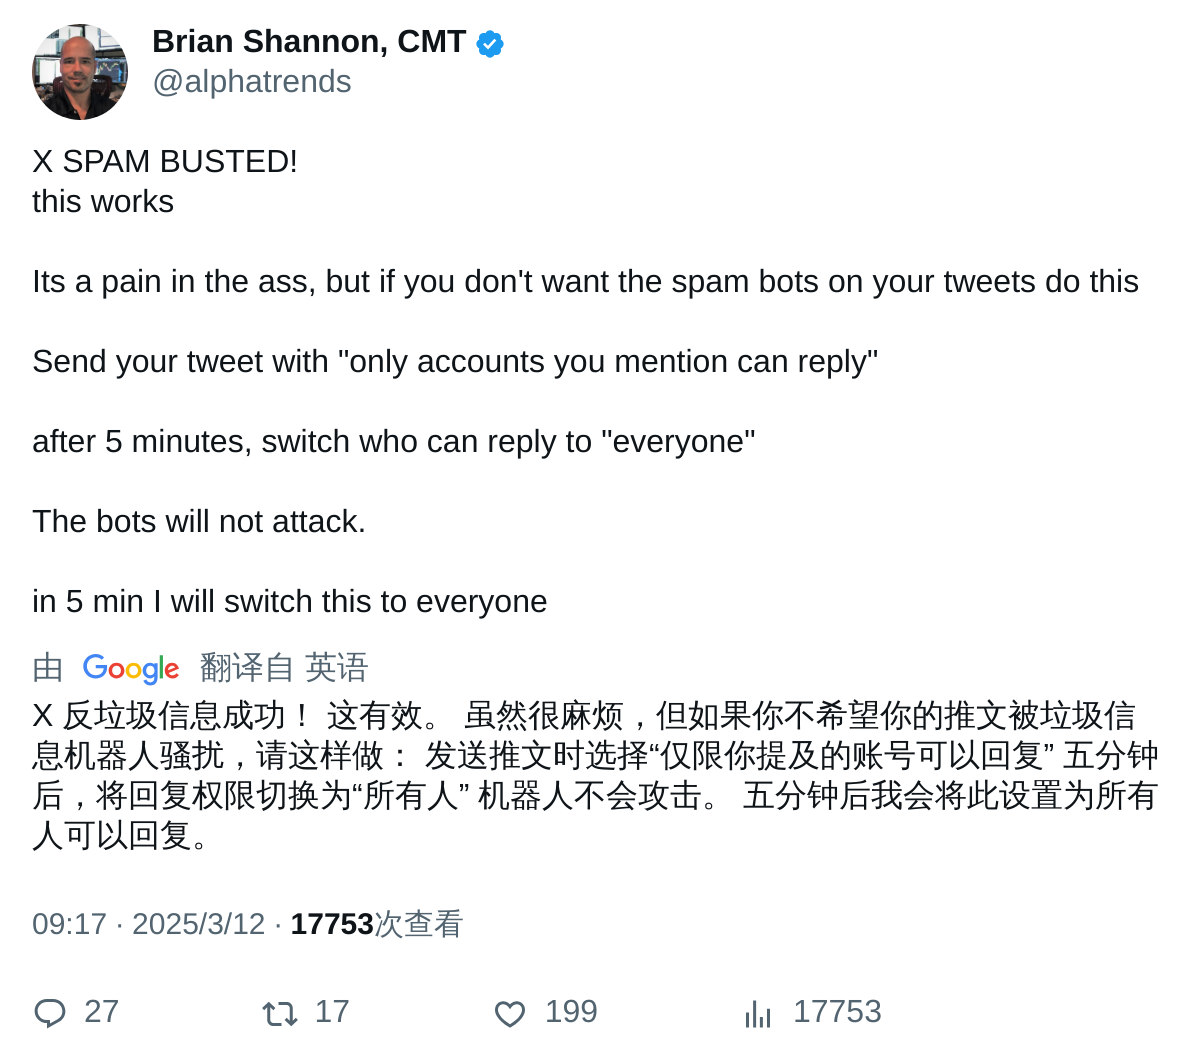 Brian Shannon, CMT
@alphatrends
X SPAM BUSTED!
this works
Its a pain in the ass, but if you don't want the spam bots on your tweets do this
Send your tweet with "only accounts you mention can reply"
after 5 minutes, switch who can reply to "everyone"
The bots will not attack.
in 5 min I will switch this to everyone
由 Google 翻译自 英语
X 反垃圾信息成功！ 这有效。 虽然很麻烦，但如果你不希望你的推文被垃圾信
息机器人骚扰，请这样做： 发送推文时选择“仅限你提及的账号可以回复” 五分钟
后，将回复权限切换为“所有人” 机器人不会攻击。 五分钟后我会将此设置为所有
人可以回复。
09:17 · 2025/3/12 · 17753次查看
27 17 199 17753